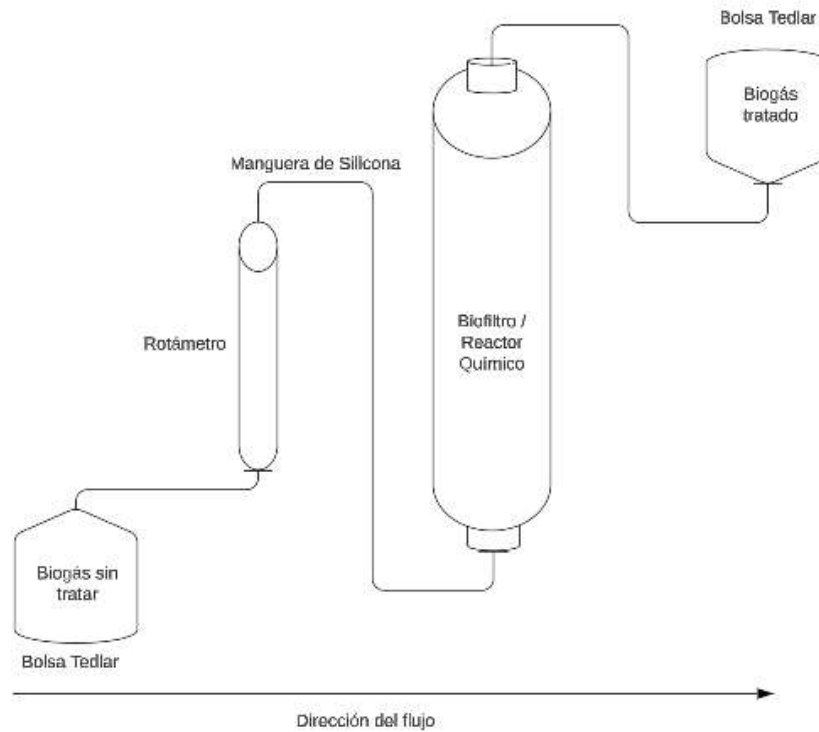 Bolsa Tedlar
Biogás
tratado
Manguera de Silicona
Biofiltro /
Reactor
Químico
Rotámetro
Biogás sin
tratar
Bolsa Tedlar
Dirección del flujo